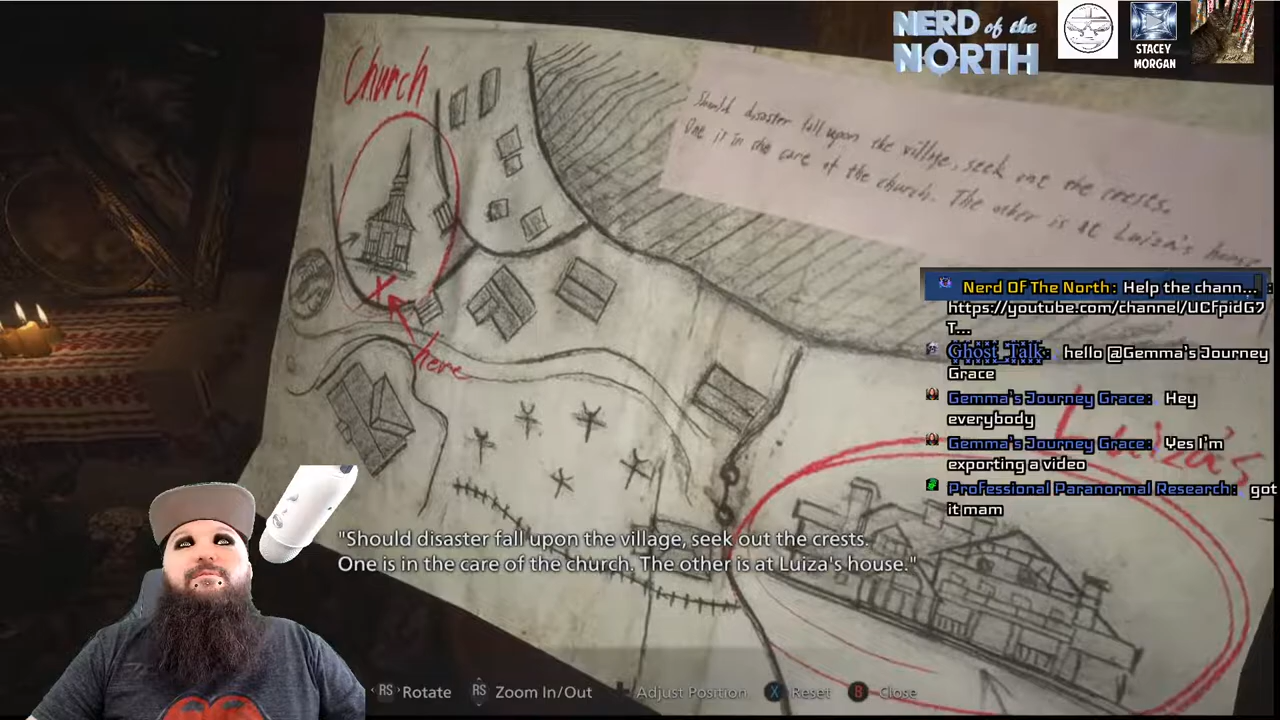 NERD of the
NORTH
STACEY
MORGAN
Church
Should disaster fall upon the village, seek out the crests.
One is in the care of the church. The other is at Luiza's house
Nerd Of The North: Help the chann...
https://youtube.com/channel/UCfpidG7
T...
Ghost_Talk: hello @Gemma's Journey
Grace
Gemma's Journey Grace: Hey
everybody
Gemma's Journey Grace: Yes I'm
exporting a video
Professional Paranormal Research: got
it mam
here
Luiza's
"Should disaster fall upon the village, seek out the crests.
One is in the care of the church. The other is at Luiza's house."
RS Rotate RS Zoom In/Out Adjust Position X Reset B Close